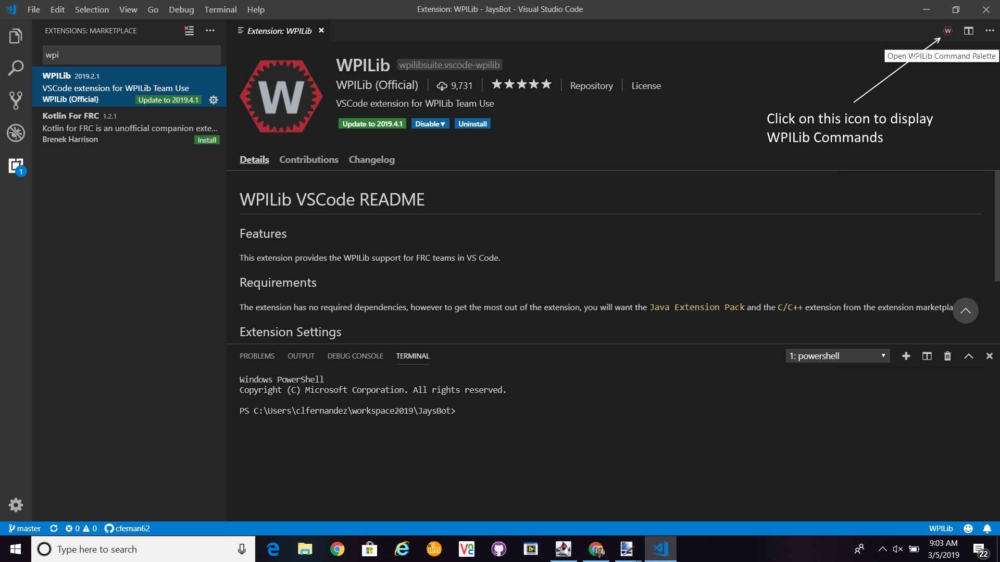 File Edit Selection View Go Debug Terminal Help
Extension: WPILib - JaysBot - Visual Studio Code
EXTENSIONS: MARKETPLACE
wpi
WPILib 2019.2.1
VSCode extension for WPILib Team Use
WPILib (Official) Update to 2019.4.1
Kotlin For FRC 1.2.1
Kotlin for FRC is an unofficial companion exte...
Brenek Harrison Install
1
Extension: WPILib
W
Open WPILib Command Palette
Click on this icon to display
WPILib Commands
W
WPILib wpilibsuite.vscode-wpilib
WPILib (Official) 9,731 Repository License
VSCode extension for WPILib Team Use
Update to 2019.4.1 Disable Uninstall
Details Contributions Changelog
WPILib VSCode README
Features
This extension provides the WPILib support for FRC teams in VS Code.
Requirements
The extension has no required dependencies, however to get the most out of the extension, you will want the Java Extension Pack and the C/C++ extension from the extension marketpla
Extension Settings
PROBLEMS OUTPUT DEBUG CONSOLE TERMINAL
1: powershell
Windows PowerShell
Copyright (C) Microsoft Corporation. All rights reserved.
PS C:\Users\clfernandez\workspace2019\JaysBot>
master 0 0 cfernan62
WPILib
Type here to search
ifm
VNC
9:03 AM
3/5/2019
22